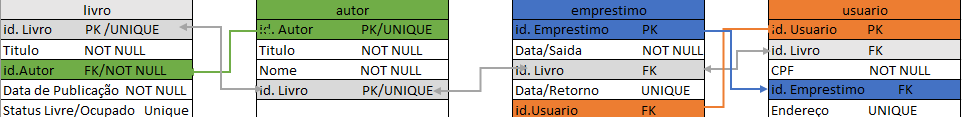 livro
id. Livro PK /UNIQUE
Titulo NOT NULL
id.Autor FK/NOT NULL
Data de Publicação NOT NULL
Status Livre/Ocupado Unique
autor
id. Autor PK/UNIQUE
Titulo NOT NULL
Nome NOT NULL
id. Livro PK/UNIQUE
emprestimo
id. Emprestimo PK
Data/Saida NOT NULL
id. Livro FK
Data/Retorno UNIQUE
id.Usuario FK
usuario
id. Usuario PK
id. Livro FK
CPF NOT NULL
id. Emprestimo FK
Endereço UNIQUE